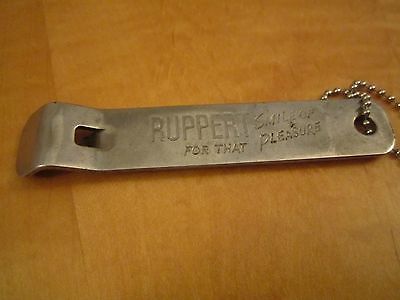 RUPPERT SMILE OF
FOR THAT PLEASURE